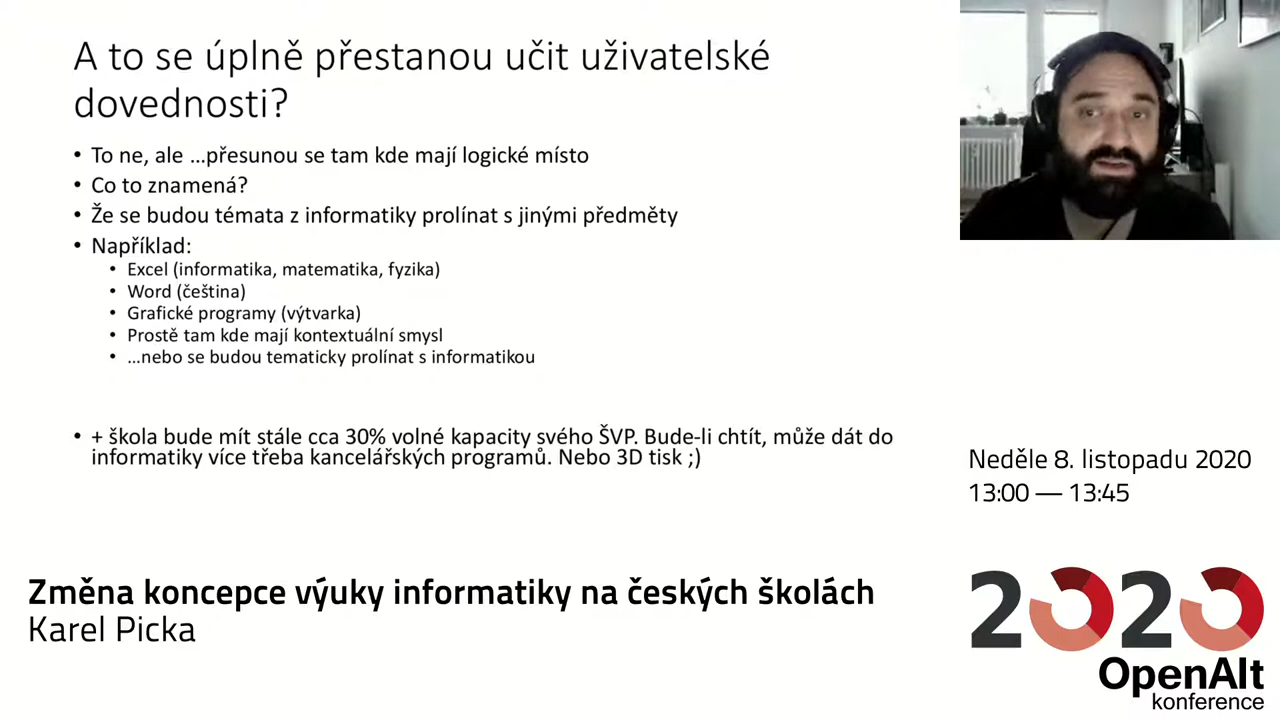 A to se úplně přestanou učit uživatelské
dovednosti?
• To ne, ale …přesunou se tam kde mají logické místo
• Co to znamená?
• Že se budou témata z informatiky prolínat s jinými předměty
• Například:
• Excel (informatika, matematika, fyzika)
• Word (čeština)
• Grafické programy (výtvarka)
• Prostě tam kde mají kontextuální smysl
• …nebo se budou tematicky prolínat s informatikou
• + škola bude mít stále cca 30% volné kapacity svého ŠVP. Bude-li chtít, může dát do
informatiky více třeba kancelářských programů. Nebo 3D tisk ;)
Neděle 8. listopadu 2020
13:00 — 13:45
Změna koncepce výuky informatiky na českých školách
Karel Picka
2020
OpenAlt
konference